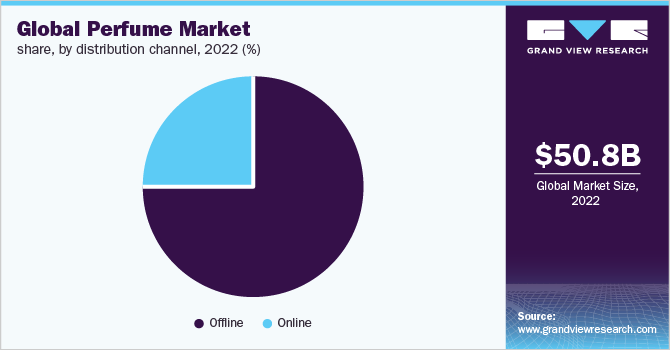 Global Perfume Market
share, by distribution channel, 2022 (%)
Offline
Online
GRAND VIEW RESEARCH
$50.8B
Global Market Size,
2022
Source:
www.grandviewresearch.com